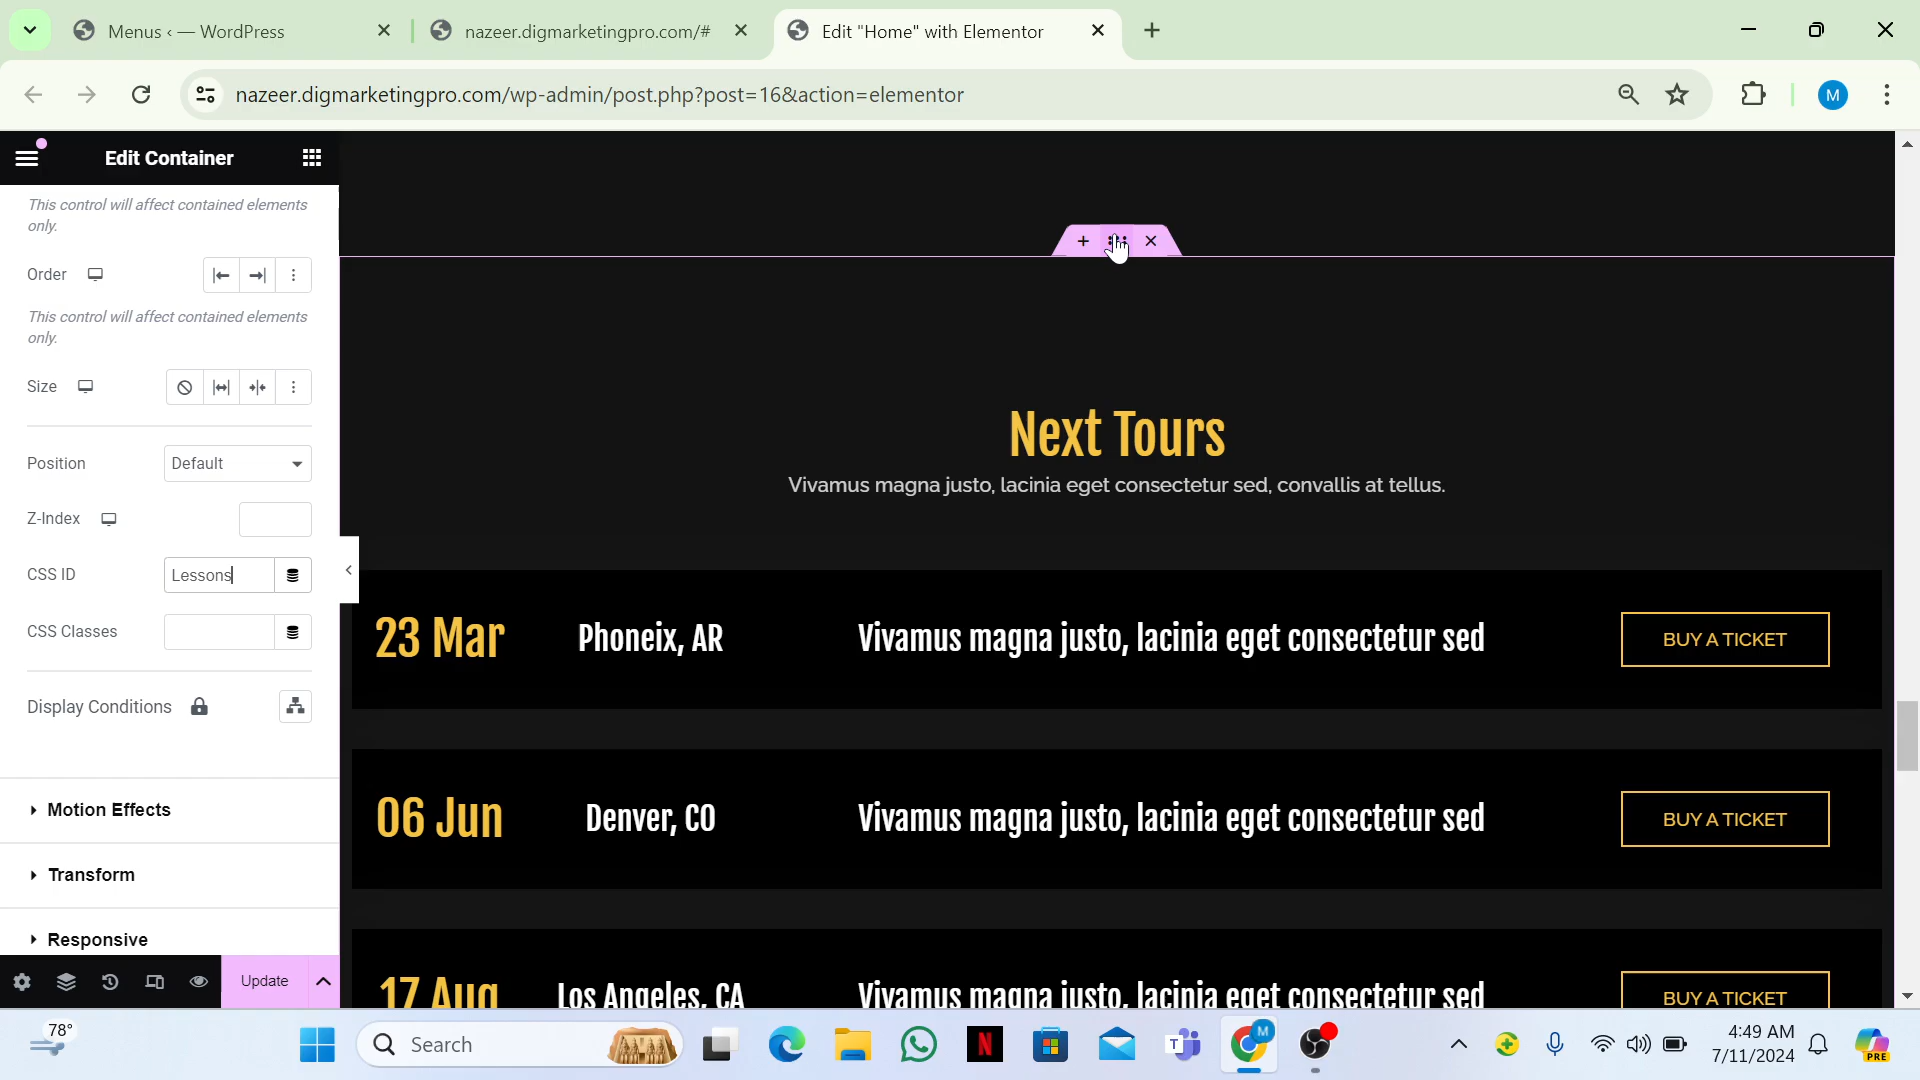 Menus ‹ — WordPress
nazeer.digmarketingpro.com/#
Edit "Home" with Elementor
nazeer.digmarketingpro.com/wp-admin/post.php?post=16&action=elementor
M
Edit Container
This control will affect contained elements
only.
Order
This control will affect contained elements
only.
Size
Position
Default
Z-Index
CSS ID
Lessons
CSS Classes
Display Conditions
Motion Effects
Transform
Responsive
Update
Next Tours
Vivamus magna justo, lacinia eget consectetur sed, convallis at tellus.
23 Mar
Phoneix, AR
Vivamus magna justo, lacinia eget consectetur sed
BUY A TICKET
06 Jun
Denver, CO
Vivamus magna justo, lacinia eget consectetur sed
BUY A TICKET
17 Aug
Los Angeles, CA
Vivamus magna justo, lacinia eget consectetur sed
BUY A TICKET
78°
Search
N
T
M
4:49 AM
7/11/2024
PRE